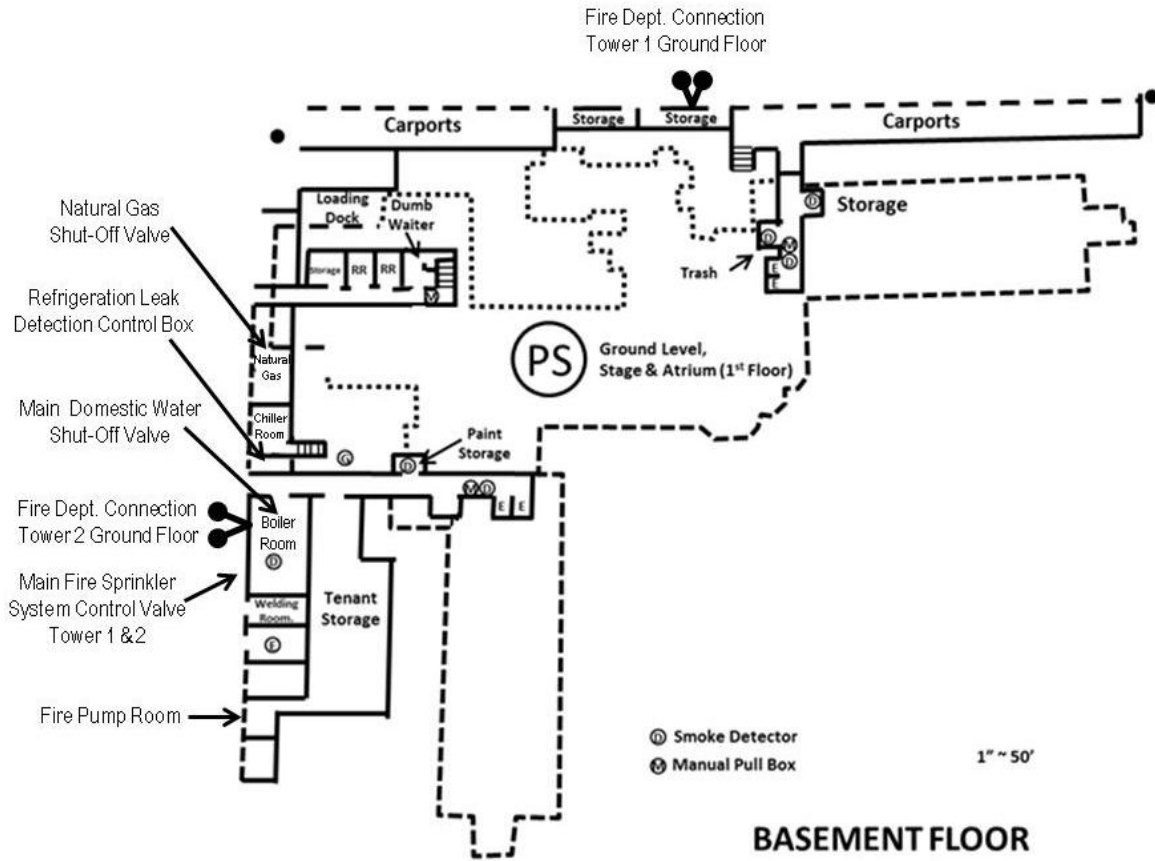 Fire Dept. Connection
Tower 1 Ground Floor
Storage
Storage
Carports
Carports
Natural Gas
Shut-Off Valve
Loading
Dock
Dumb
Waiter
D
Storage
D
M
D
Trash
E
E
Storage
RR
RR
M
Refrigeration Leak
Detection Control Box
PS
Ground Level,
Stage & Atrium (1st Floor)
Natural
Gas
Main Domestic Water
Shut-Off Valve
Chiller
Room
G
D
Paint
Storage
M
D
E
E
Fire Dept. Connection
Tower 2 Ground Floor
Boiler
Room
D
Main Fire Sprinkler
System Control Valve
Tower 1 & 2
Welding
Room.
Tenant
Storage
Fire Pump Room
D Smoke Detector
M Manual Pull Box
1” ~ 50’
BASEMENT FLOOR